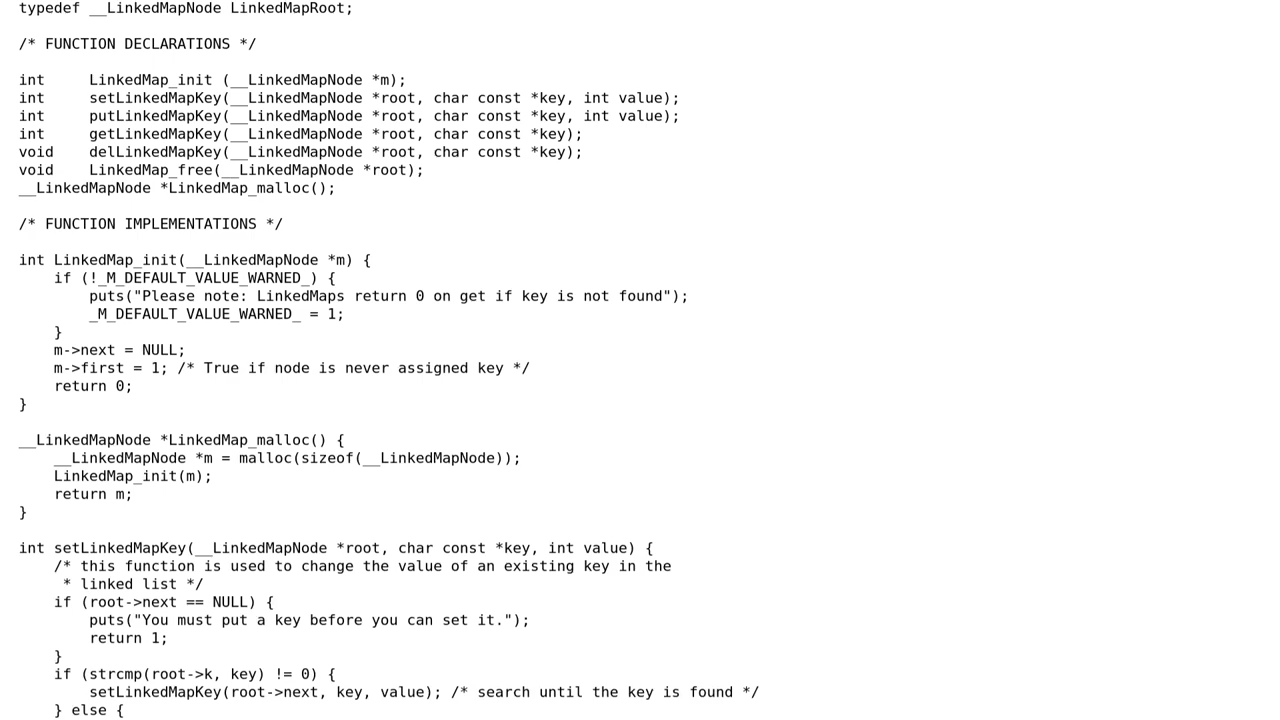 typedef __LinkedMapNode LinkedMapRoot;

/* FUNCTION DECLARATIONS */

int     LinkedMap_init (__LinkedMapNode *m);
int     setLinkedMapKey(__LinkedMapNode *root, char const *key, int value);
int     putLinkedMapKey(__LinkedMapNode *root, char const *key, int value);
int     getLinkedMapKey(__LinkedMapNode *root, char const *key);
void    delLinkedMapKey(__LinkedMapNode *root, char const *key);
void    LinkedMap_free(__LinkedMapNode *root);
__LinkedMapNode *LinkedMap_malloc();

/* FUNCTION IMPLEMENTATIONS */

int LinkedMap_init(__LinkedMapNode *m) {
    if (!_M_DEFAULT_VALUE_WARNED_) {
        puts("Please note: LinkedMaps return 0 on get if key is not found");
        _M_DEFAULT_VALUE_WARNED_ = 1;
    }
    m->next = NULL;
    m->first = 1; /* True if node is never assigned key */
    return 0;
}

__LinkedMapNode *LinkedMap_malloc() {
    __LinkedMapNode *m = malloc(sizeof(__LinkedMapNode));
    LinkedMap_init(m);
    return m;
}

int setLinkedMapKey(__LinkedMapNode *root, char const *key, int value) {
    /* this function is used to change the value of an existing key in the
     * linked list */
    if (root->next == NULL) {
        puts("You must put a key before you can set it.");
        return 1;
    }
    if (strcmp(root->k, key) != 0) {
        setLinkedMapKey(root->next, key, value); /* search until the key is found */
    } else {